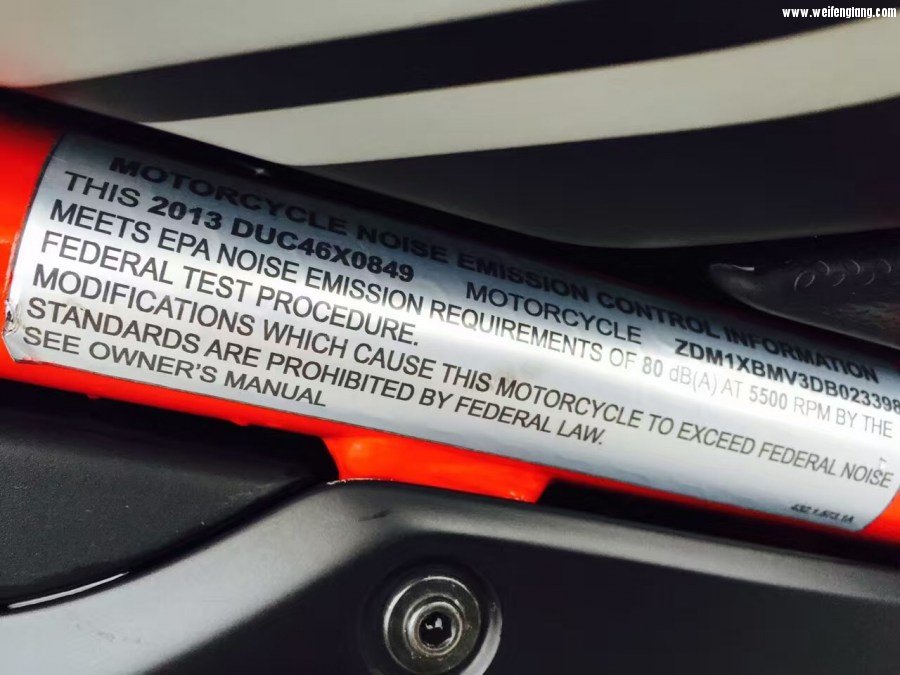 www.weifengtang.com
MOTORCYCLE NOISE EMISSION CONTROL INFORMATION
THIS 2013 DUC46X0849 MOTORCYCLE ZDM1XBMV3DB023398
MEETS EPA NOISE EMISSION REQUIREMENTS OF 80 dB(A) AT 5500 RPM BY THE
FEDERAL TEST PROCEDURE.
MODIFICATIONS WHICH CAUSE THIS MOTORCYCLE TO EXCEED FEDERAL NOISE
STANDARDS ARE PROHIBITED BY FEDERAL LAW.
SEE OWNER'S MANUAL